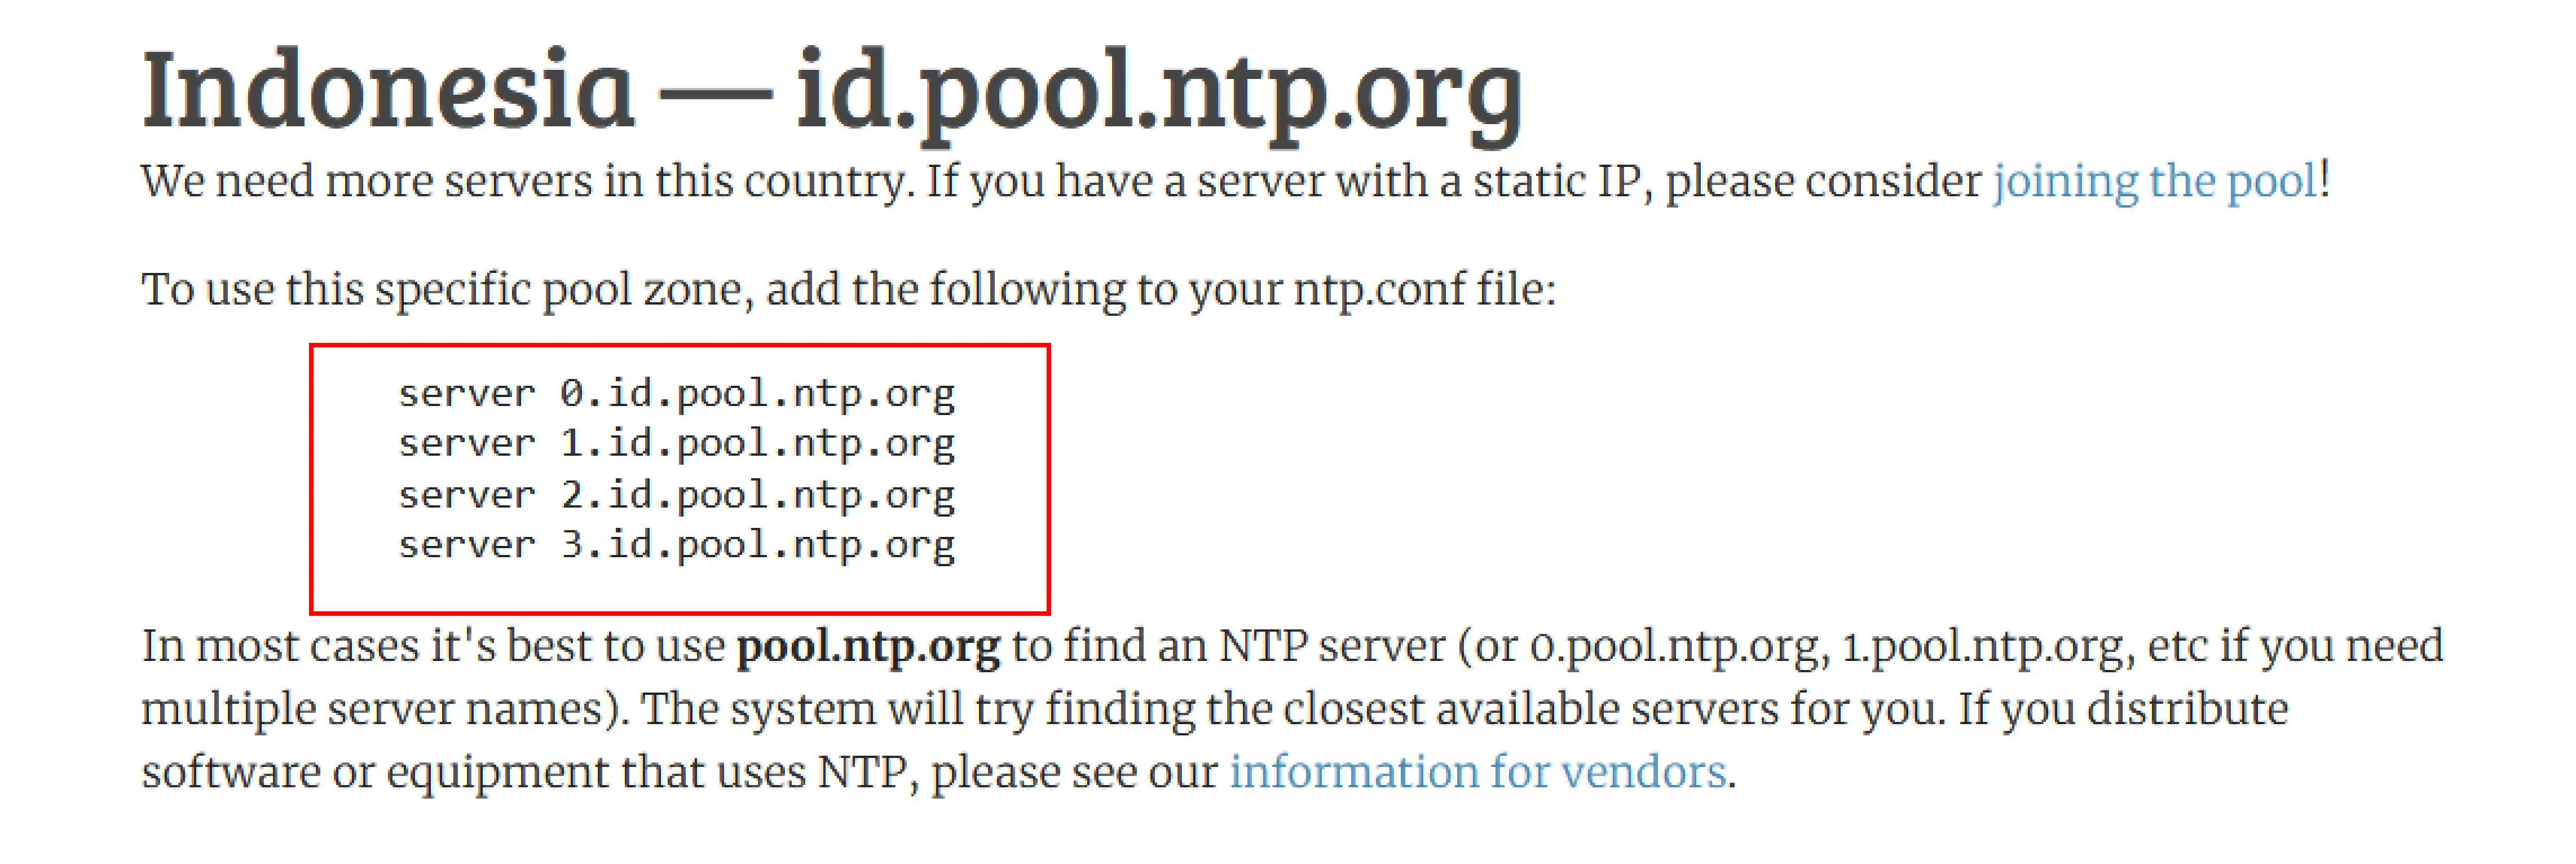 Indonesia — id.pool.ntp.org
We need more servers in this country. If you have a server with a static IP, please consider joining the pool!
To use this specific pool zone, add the following to your ntp.conf file:
server 0.id.pool.ntp.org
server 1.id.pool.ntp.org
server 2.id.pool.ntp.org
server 3.id.pool.ntp.org
In most cases it's best to use pool.ntp.org to find an NTP server (or 0.pool.ntp.org, 1.pool.ntp.org, etc if you need
multiple server names). The system will try finding the closest available servers for you. If you distribute
software or equipment that uses NTP, please see our information for vendors.